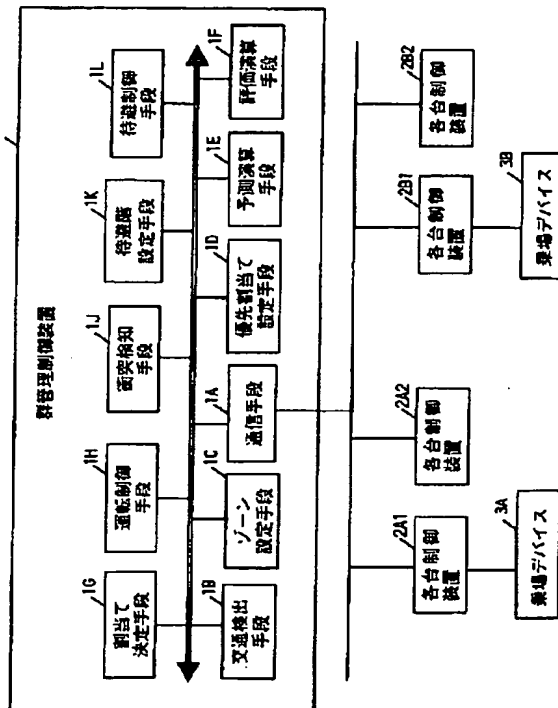 群管理制御装置
1G
割当て
決定手段
1H
運転制御
手段
1J
衝突検知
手段
1K
待避階
設定手段
1L
待避制御
手段
1B
交通検出
手段
1C
ゾーン
設定手段
1A
通信手段
1D
優先割当て
設定手段
1E
予測演算
手段
1F
評価演算
手段
2A1
各台制御
装置
2A2
各台制御
装置
2B1
各台制御
装置
2B2
各台制御
装置
3A
乗場デバイス
3B
乗場デバイス